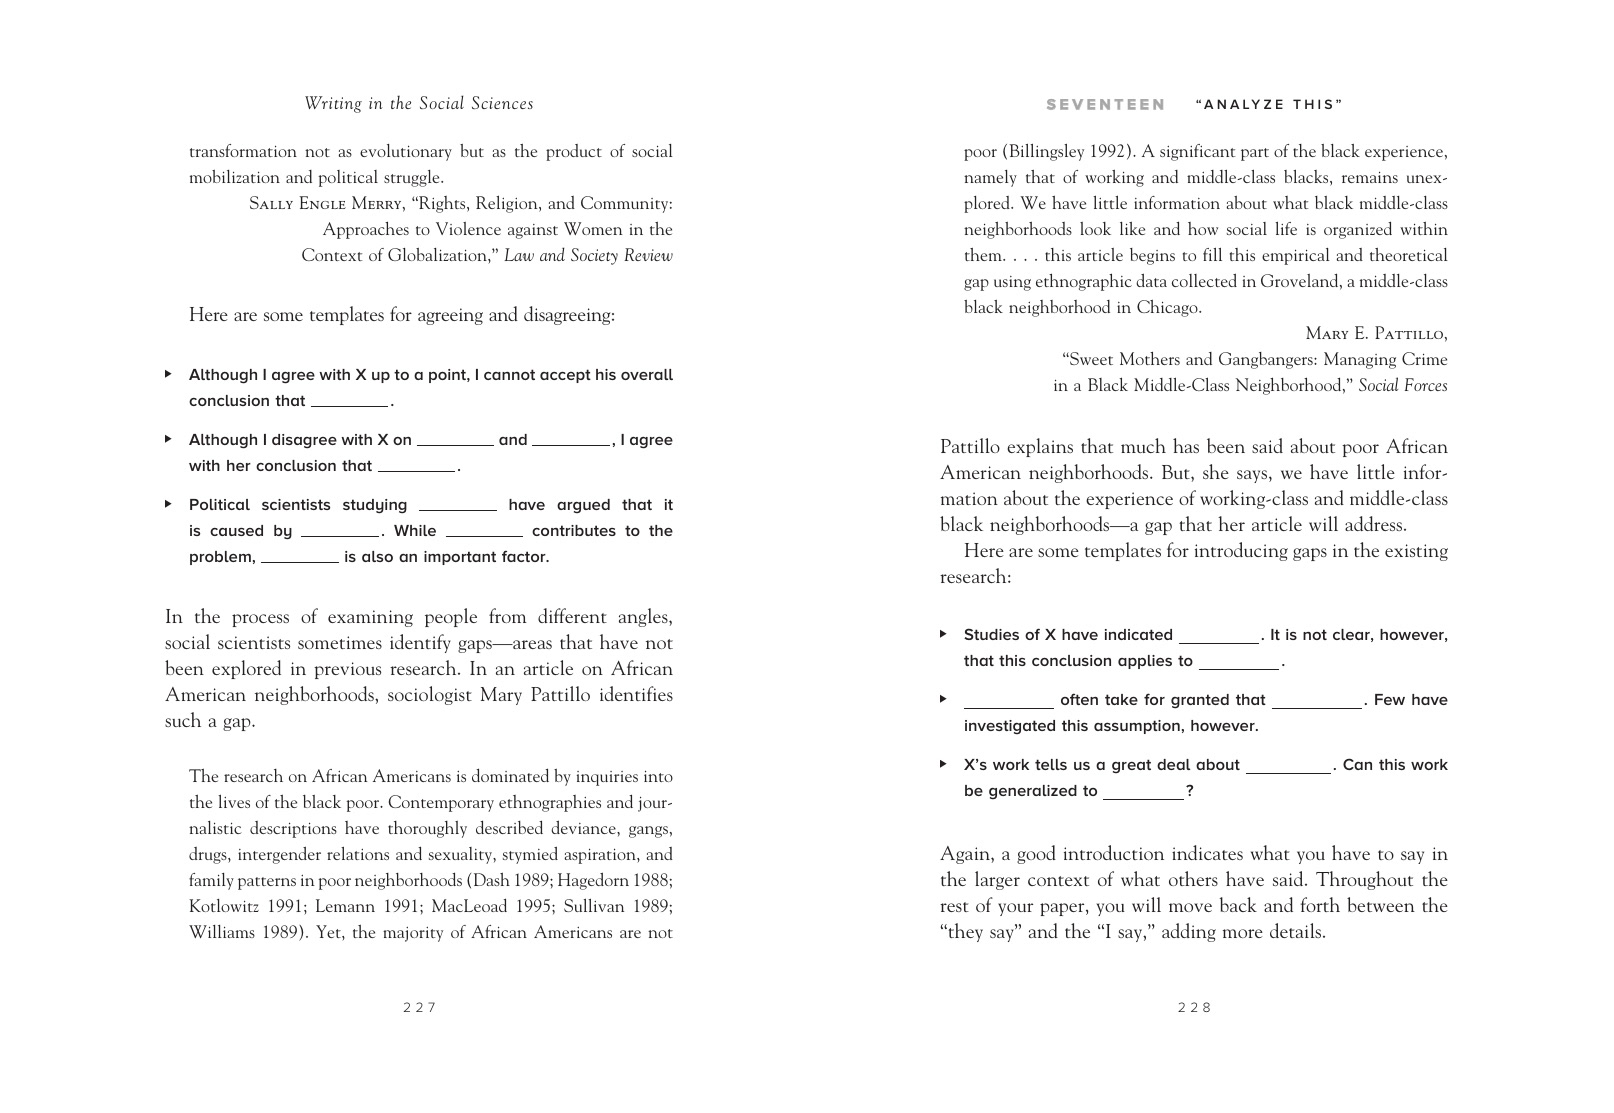 Writing in the Social Sciences
transformation not as evolutionary but as the product of social
mobilization and political struggle.
Sally Engle Merry, “Rights, Religion, and Community:
Approaches to Violence against Women in the
Context of Globalization,” Law and Society Review
Here are some templates for agreeing and disagreeing:
▸ Although I agree with X up to a point, I cannot accept his overall
conclusion that ________.
▸ Although I disagree with X on ________ and ________, I agree
with her conclusion that ________.
▸ Political scientists studying ________ have argued that it
is caused by ________. While ________ contributes to the
problem, ________ is also an important factor.
In the process of examining people from different angles,
social scientists sometimes identify gaps—areas that have not
been explored in previous research. In an article on African
American neighborhoods, sociologist Mary Pattillo identifies
such a gap.
The research on African Americans is dominated by inquiries into
the lives of the black poor. Contemporary ethnographies and jour-
nalistic descriptions have thoroughly described deviance, gangs,
drugs, intergender relations and sexuality, stymied aspiration, and
family patterns in poor neighborhoods (Dash 1989; Hagedorn 1988;
Kotlowitz 1991; Lemann 1991; MacLeoad 1995; Sullivan 1989;
Williams 1989). Yet, the majority of African Americans are not
227
SEVENTEEN “ANALYZE THIS”
poor (Billingsley 1992). A significant part of the black experience,
namely that of working and middle-class blacks, remains unex-
plored. We have little information about what black middle-class
neighborhoods look like and how social life is organized within
them. . . . this article begins to fill this empirical and theoretical
gap using ethnographic data collected in Groveland, a middle-class
black neighborhood in Chicago.
Mary E. Pattillo,
“Sweet Mothers and Gangbangers: Managing Crime
in a Black Middle-Class Neighborhood,” Social Forces
Pattillo explains that much has been said about poor African
American neighborhoods. But, she says, we have little infor-
mation about the experience of working-class and middle-class
black neighborhoods—a gap that her article will address.
Here are some templates for introducing gaps in the existing
research:
▸ Studies of X have indicated ________. It is not clear, however,
that this conclusion applies to ________.
▸ ________ often take for granted that ________. Few have
investigated this assumption, however.
▸ X’s work tells us a great deal about ________. Can this work
be generalized to ________?
Again, a good introduction indicates what you have to say in
the larger context of what others have said. Throughout the
rest of your paper, you will move back and forth between the
“they say” and the “I say,” adding more details.
228